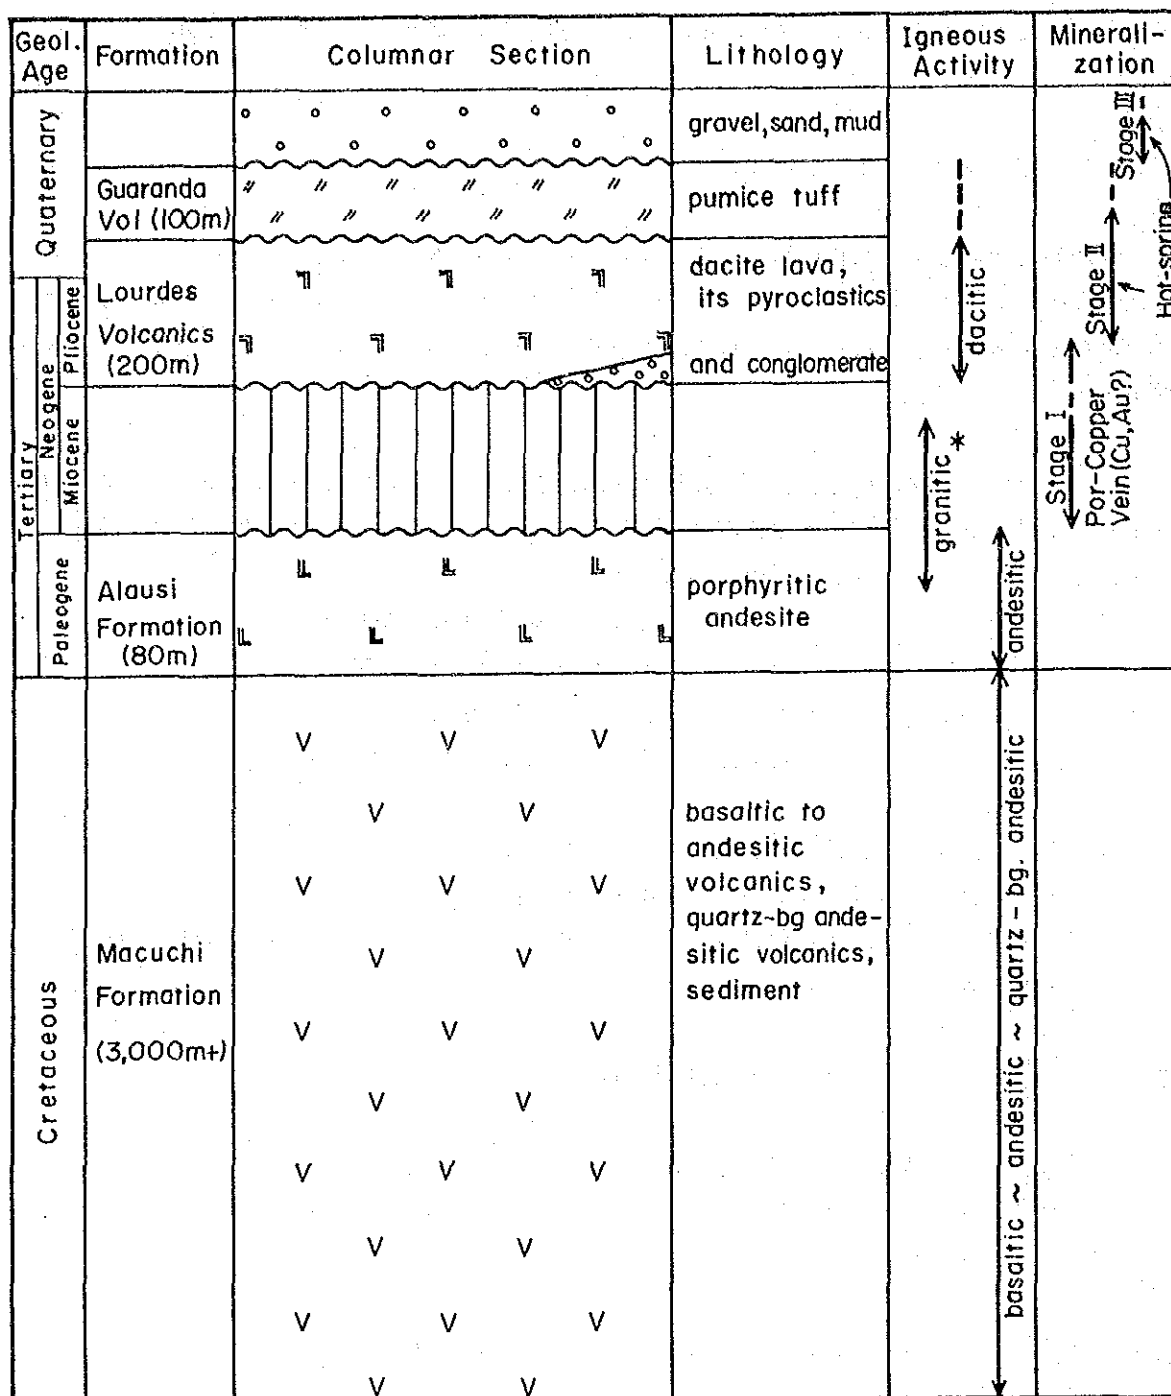 Geol. Age
Formation
Columnar Section
Lithology
Igneous Activity
Minerali-
zation
Quaternary
gravel, sand, mud
Guaranda
Vol (100m)
pumice tuff
Tertiary
Neogene
Pliocene
Lourdes
Volcanics
(200m)
dacite lava,
its pyroclastics
and conglomerate
Miocene
Paleogene
Alausi
Formation
(80m)
porphyritic
andesite
Cretaceous
Macuchi
Formation
(3,000m+)
basaltic to
andesitic
volcanics,
quartz-bg ande-
sitic volcanics,
sediment
dacitic
granitic *
andesitic
basaltic ~ andesitic ~ quartz - bg. andesitic
Stage III
Stage II
Hot-spring
Stage I
Por-Copper
Vein (Cu, Au?)